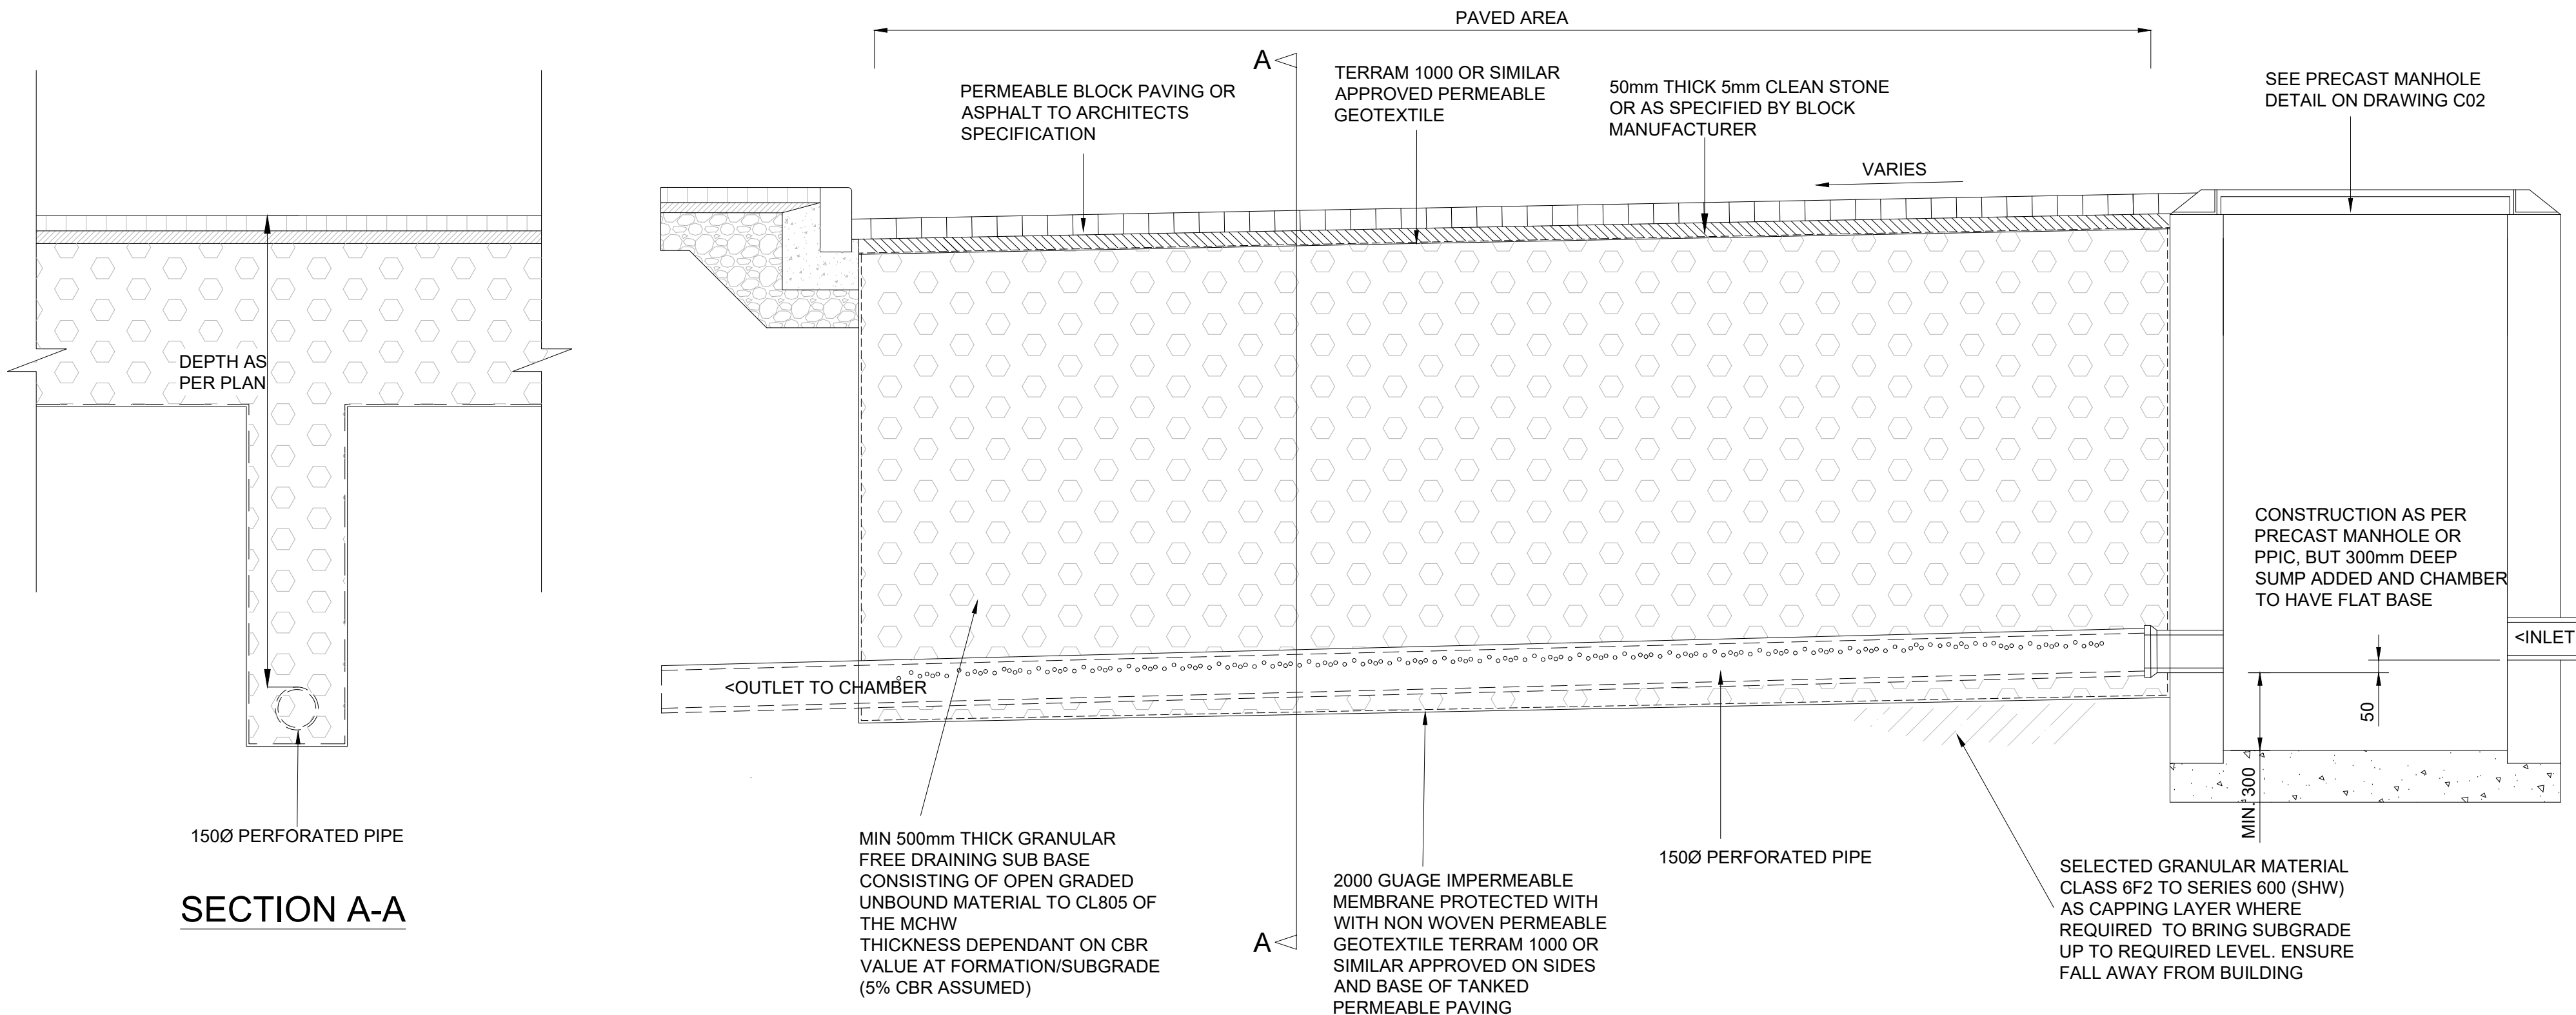 PAVED AREA
A
PERMEABLE BLOCK PAVING OR
ASPHALT TO ARCHITECTS
SPECIFICATION
TERRAM 1000 OR SIMILAR
APPROVED PERMEABLE
GEOTEXTILE
50mm THICK 5mm CLEAN STONE
OR AS SPECIFIED BY BLOCK
MANUFACTURER
SEE PRECAST MANHOLE
DETAIL ON DRAWING C02
VARIES
DEPTH AS
PER PLAN
CONSTRUCTION AS PER
PRECAST MANHOLE OR
PPIC, BUT 300mm DEEP
SUMP ADDED AND CHAMBER
TO HAVE FLAT BASE
<INLET
<OUTLET TO CHAMBER
50
MIN. 300
150Ø PERFORATED PIPE
SECTION A-A
MIN 500mm THICK GRANULAR
FREE DRAINING SUB BASE
CONSISTING OF OPEN GRADED
UNBOUND MATERIAL TO CL805 OF
THE MCHW
THICKNESS DEPENDANT ON CBR
VALUE AT FORMATION/SUBGRADE
(5% CBR ASSUMED)
A
2000 GUAGE IMPERMEABLE
MEMBRANE PROTECTED WITH
WITH NON WOVEN PERMEABLE
GEOTEXTILE TERRAM 1000 OR
SIMILAR APPROVED ON SIDES
AND BASE OF TANKED
PERMEABLE PAVING
150Ø PERFORATED PIPE
SELECTED GRANULAR MATERIAL
CLASS 6F2 TO SERIES 600 (SHW)
AS CAPPING LAYER WHERE
REQUIRED TO BRING SUBGRADE
UP TO REQUIRED LEVEL. ENSURE
FALL AWAY FROM BUILDING